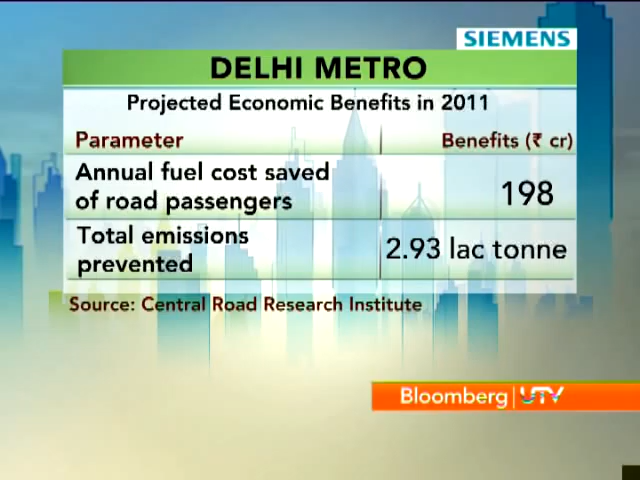 SIEMENS
DELHI METRO
Projected Economic Benefits in 2011
Parameter Benefits (₹ cr)
Annual fuel cost saved
of road passengers 198
Total emissions
prevented 2.93 lac tonne
Source: Central Road Research Institute
Bloomberg UTV